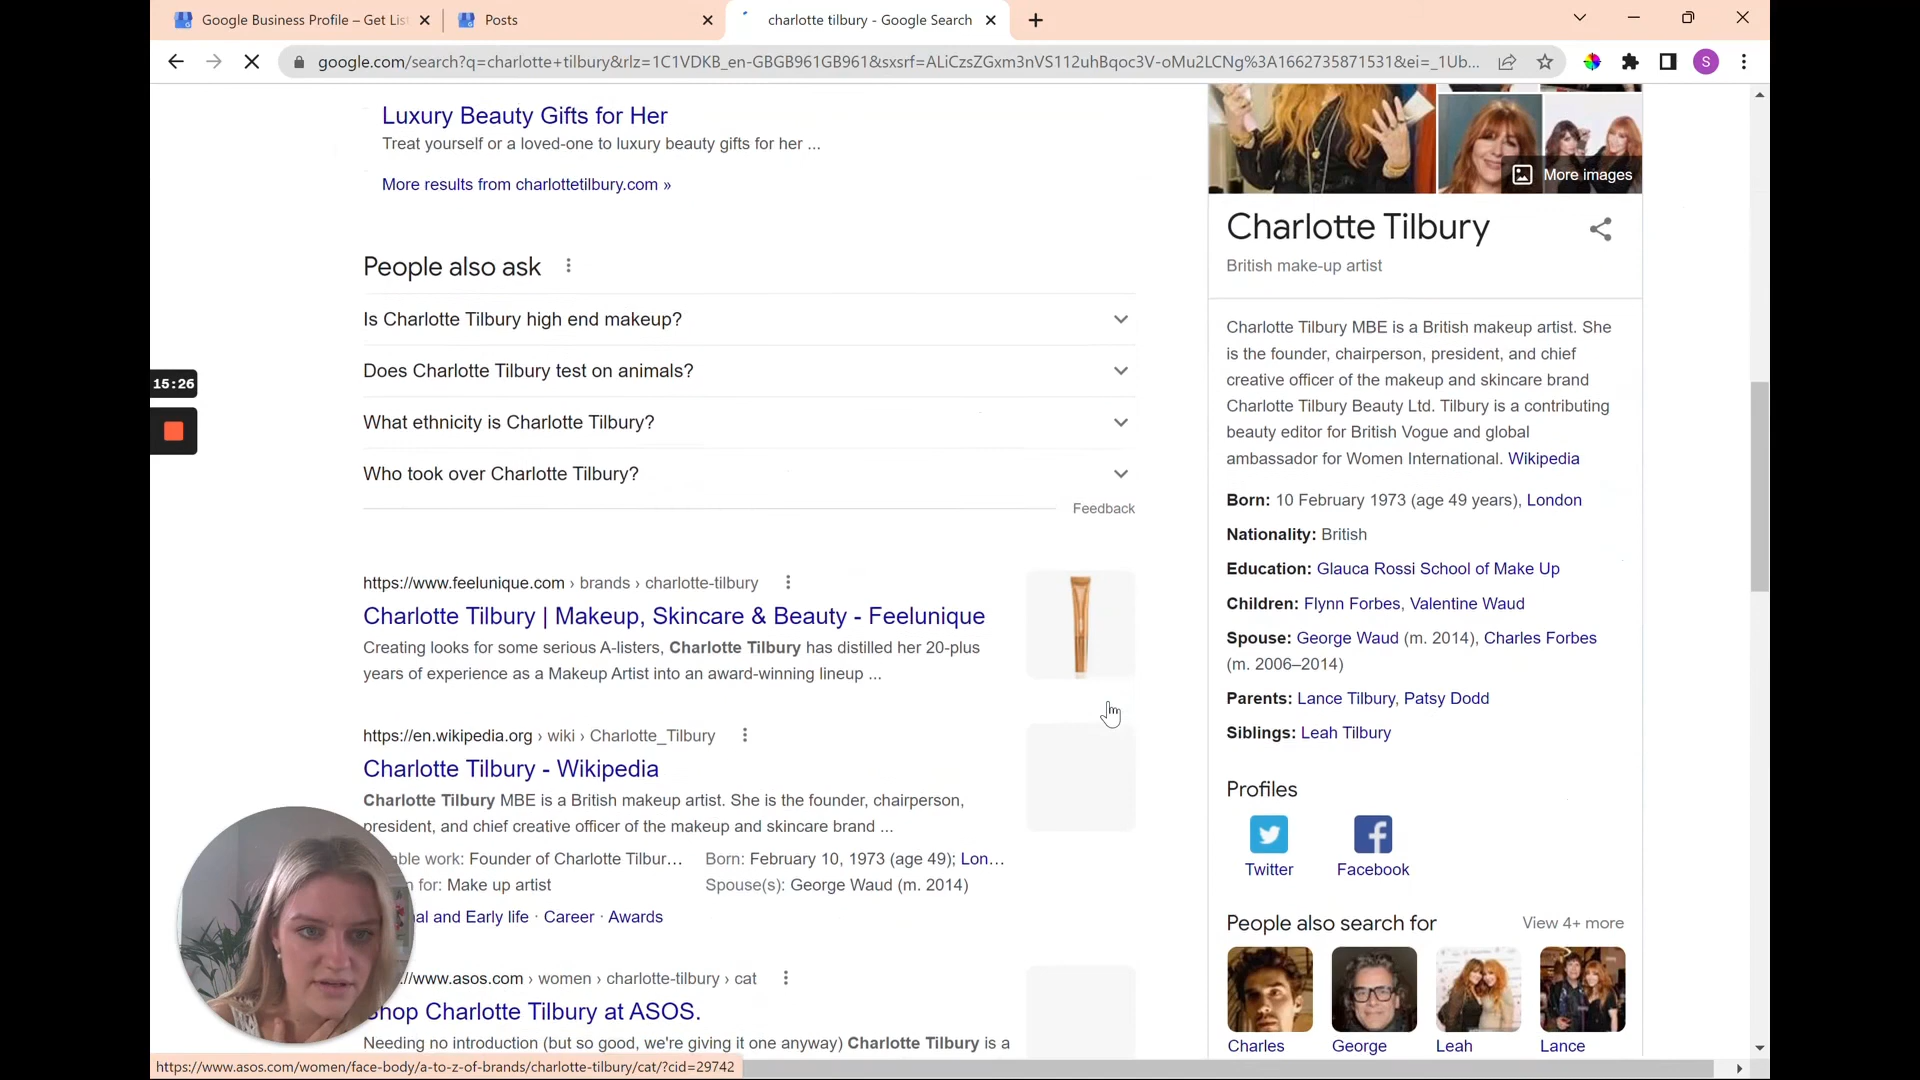 Google Business Profile – Get Lis
Posts
charlotte tilbury - Google Search
google.com/search?q=charlotte+tilbury&rlz=1C1VDKB_en-GBGB961GB961&sxsrf=ALiCzsZGxm3nVS112uhBqoc3V-oMu2LCNg%3A1662735871531&ei=_1Ub...
S
Luxury Beauty Gifts for Her
Treat yourself or a loved-one to luxury beauty gifts for her ...
More results from charlottetilbury.com »
People also ask
Is Charlotte Tilbury high end makeup?
Does Charlotte Tilbury test on animals?
What ethnicity is Charlotte Tilbury?
Who took over Charlotte Tilbury?
Feedback
15:26
https://www.feelunique.com › brands › charlotte-tilbury
Charlotte Tilbury | Makeup, Skincare & Beauty - Feelunique
Creating looks for some serious A-listers, Charlotte Tilbury has distilled her 20-plus
years of experience as a Makeup Artist into an award-winning lineup ...
https://en.wikipedia.org › wiki › Charlotte_Tilbury
Charlotte Tilbury - Wikipedia
Charlotte Tilbury MBE is a British makeup artist. She is the founder, chairperson,
president, and chief creative officer of the makeup and skincare brand ...
work: Founder of Charlotte Tilbur... Born: February 10, 1973 (age 49); Lon...
for: Make up artist Spouse(s): George Waud (m. 2014)
and Early life · Career · Awards
//www.asos.com › women › charlotte-tilbury › cat
Shop Charlotte Tilbury at ASOS.
Needing no introduction (but so good, we're giving it one anyway) Charlotte Tilbury is a
https://www.asos.com/women/face-body/a-to-z-of-brands/charlotte-tilbury/cat/?cid=29742
More images
Charlotte Tilbury
British make-up artist
Charlotte Tilbury MBE is a British makeup artist. She
is the founder, chairperson, president, and chief
creative officer of the makeup and skincare brand
Charlotte Tilbury Beauty Ltd. Tilbury is a contributing
beauty editor for British Vogue and global
ambassador for Women International. Wikipedia
Born: 10 February 1973 (age 49 years), London
Nationality: British
Education: Glauca Rossi School of Make Up
Children: Flynn Forbes, Valentine Waud
Spouse: George Waud (m. 2014), Charles Forbes
(m. 2006–2014)
Parents: Lance Tilbury, Patsy Dodd
Siblings: Leah Tilbury
Profiles
Twitter
Facebook
People also search for
View 4+ more
Charles
George
Leah
Lance